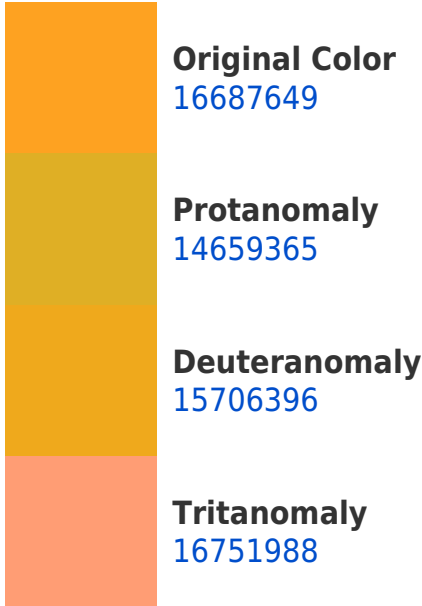 Original Color
16687649
Protanomaly
14659365
Deuteranomaly
15706396
Tritanomaly
16751988